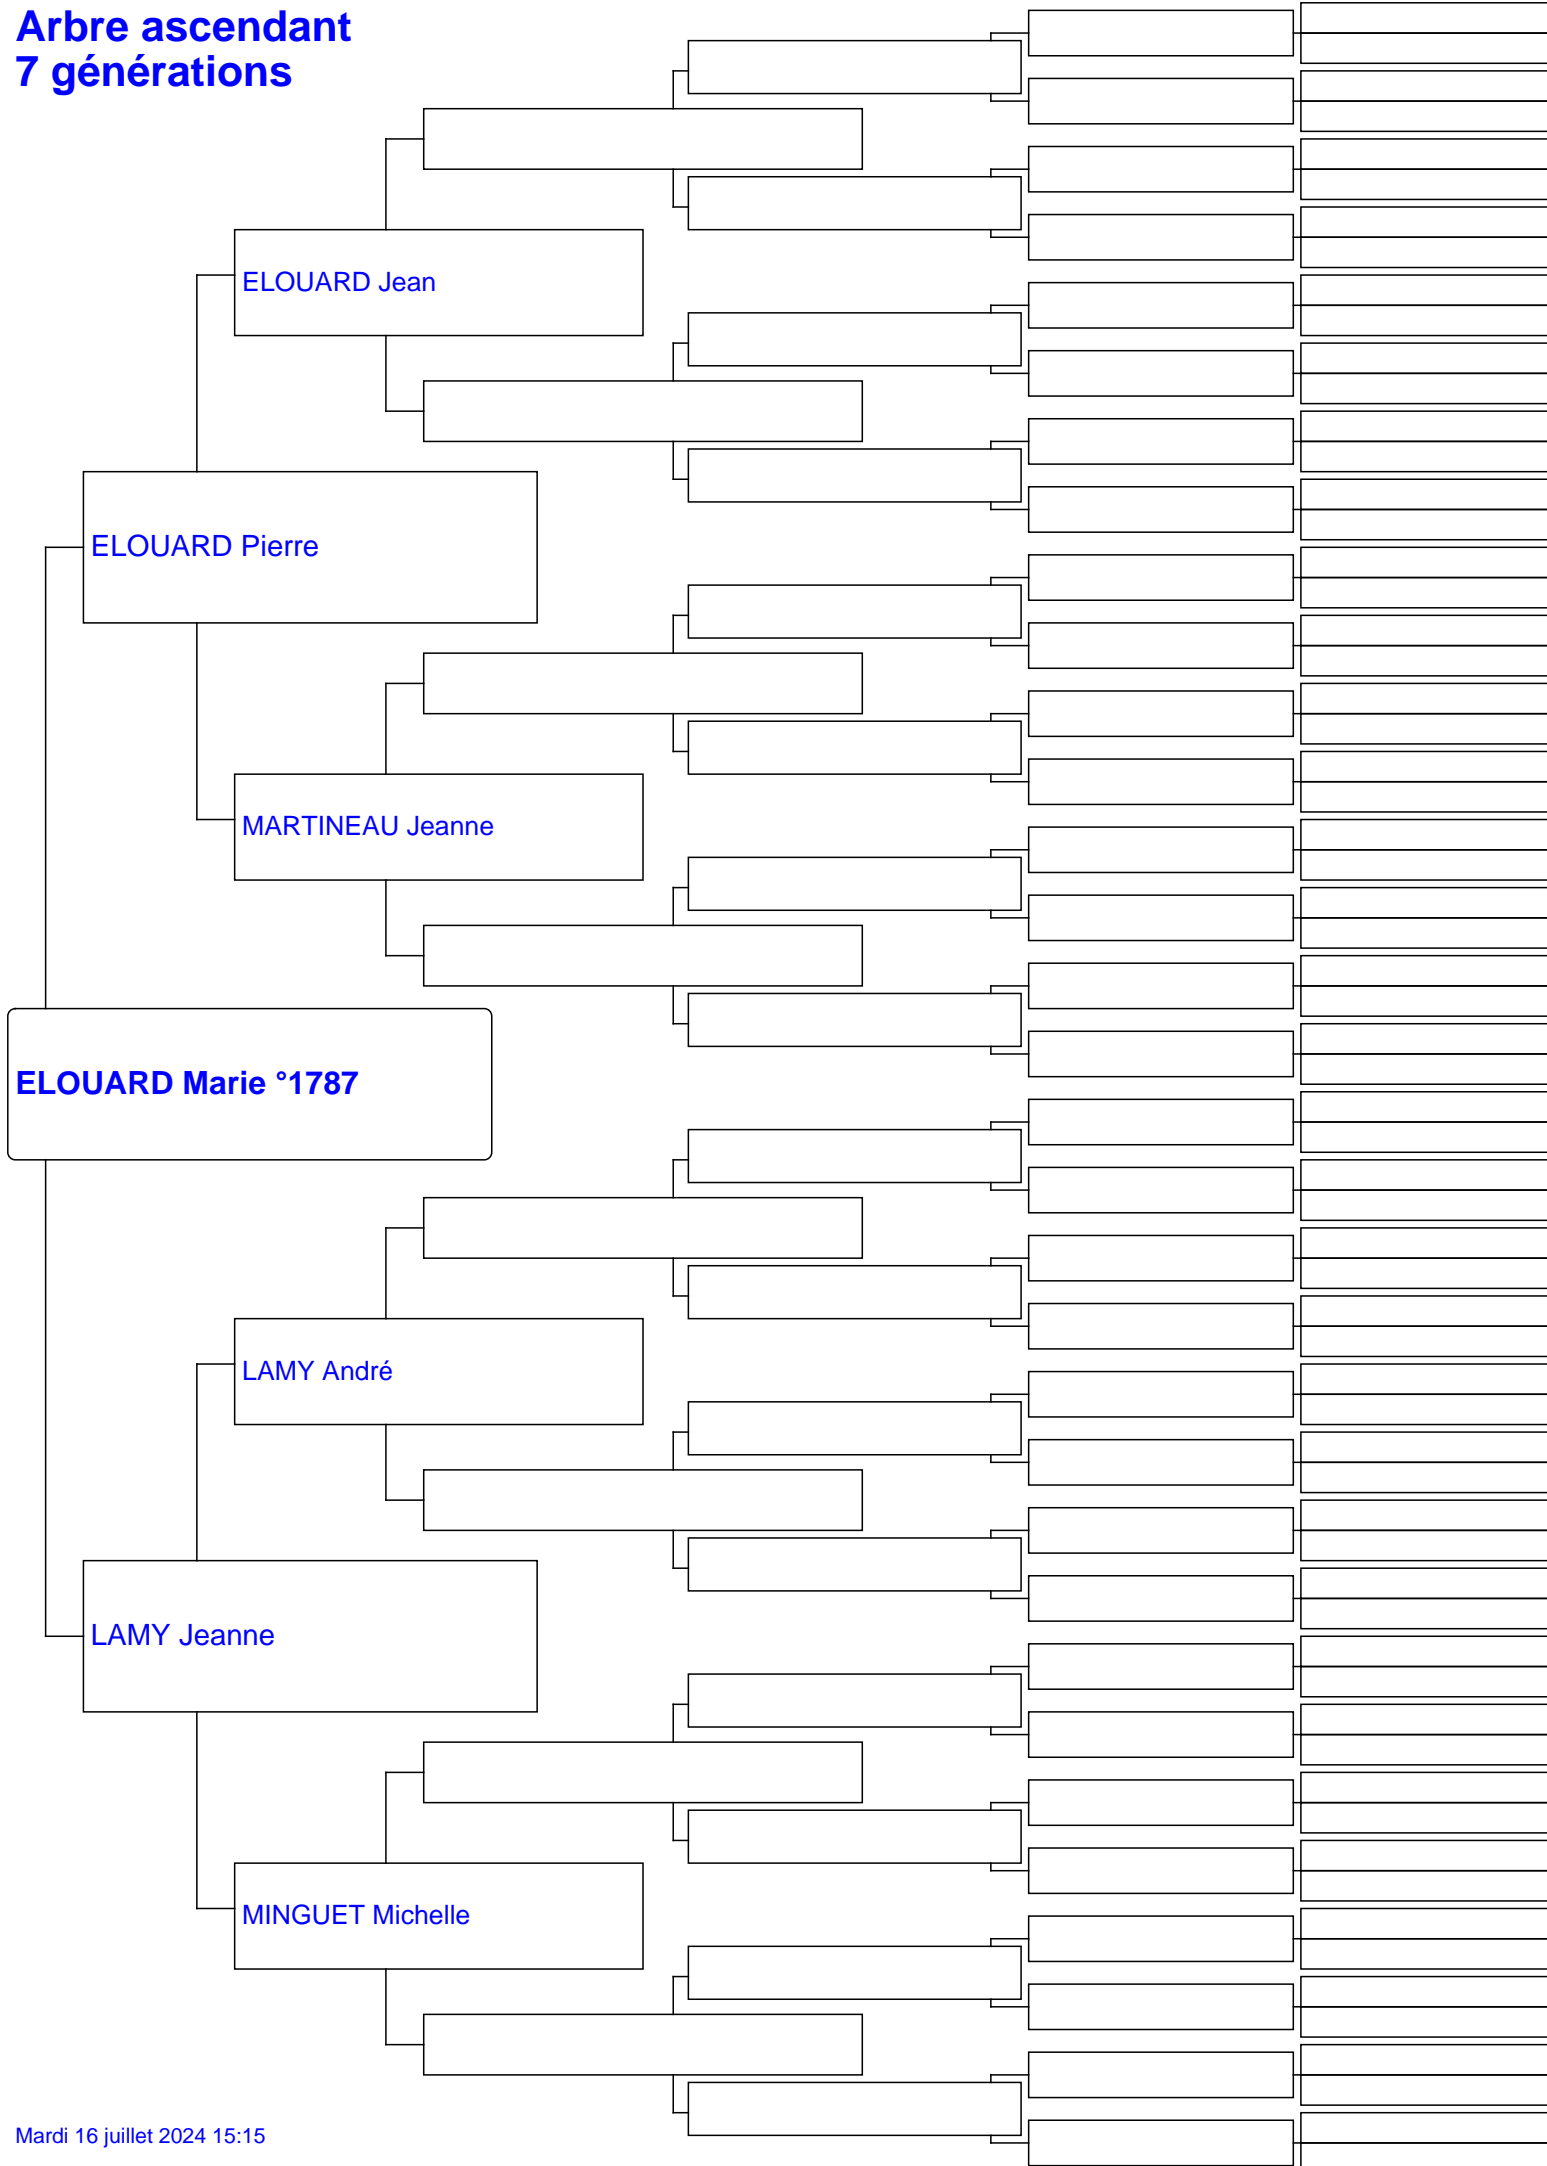 Arbre ascendant
7 générations
ELOUARD Jean
ELOUARD Pierre
MARTINEAU Jeanne
ELOUARD Marie °1787
LAMY André
LAMY Jeanne
MINGUET Michelle
Mardi 16 juillet 2024 15:15